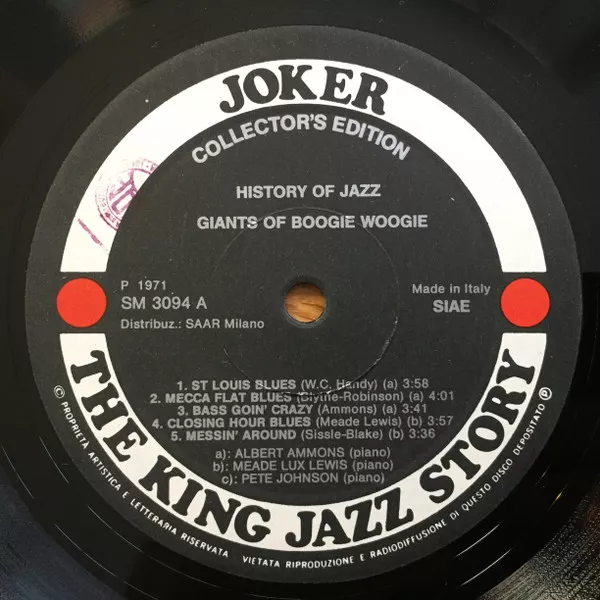 JOKER
COLLECTOR'S EDITION
HISTORY OF JAZZ
GIANTS OF BOOGIE WOOGIE
P 1971
SM 3094 A
Distribuz.: SAAR Milano
Made in Italy
SIAE
1. ST LOUIS BLUES (W.C. Handy) (a) 3:58
2. MECCA FLAT BLUES (Blythe-Robinson) (a) 4:01
3. BASS GOIN' CRAZY (Ammons) (a) 3:41
4. CLOSING HOUR BLUES (Meade Lewis) (b) 3:57
5. MESSIN' AROUND (Sissle-Blake) (b) 3:36
a): ALBERT AMMONS (piano)
b): MEADE LUX LEWIS (piano)
c): PETE JOHNSON (piano)
THE KING JAZZ STORY
© PROPRIETA ARTISTICA E LETTERARIA RISERVATA VIETATA RIPRODUZIONE E RADIODIFFUSIONE DI QUESTO DISCO DEPOSITATO ℗